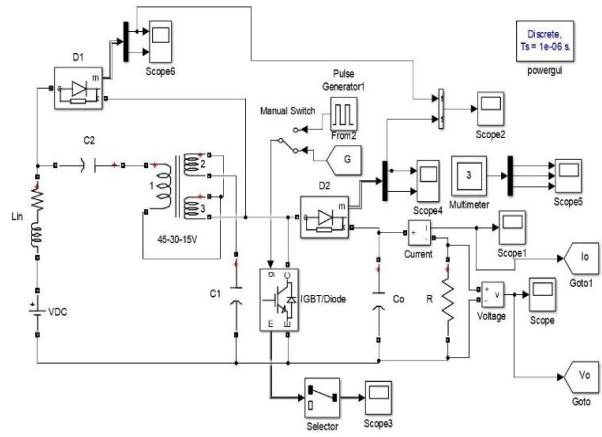 Discrete,
Ts = 1e-06 s.
powergui
D1
m
a
k
Scope6
Pulse
Generator1
Manual Switch
From2
G
Scope2
C2
1
2
3
45-30-15V
D2
m
a
k
Scope4
3
Multimeter
Scope5
Lin
VDC
C1
g
C
E
m
IGBT/Diode
Co
+
-
i
Current
R
Scope1
Io
Goto1
+
-
v
Voltage
Scope
Vo
Goto
Selector
Scope3